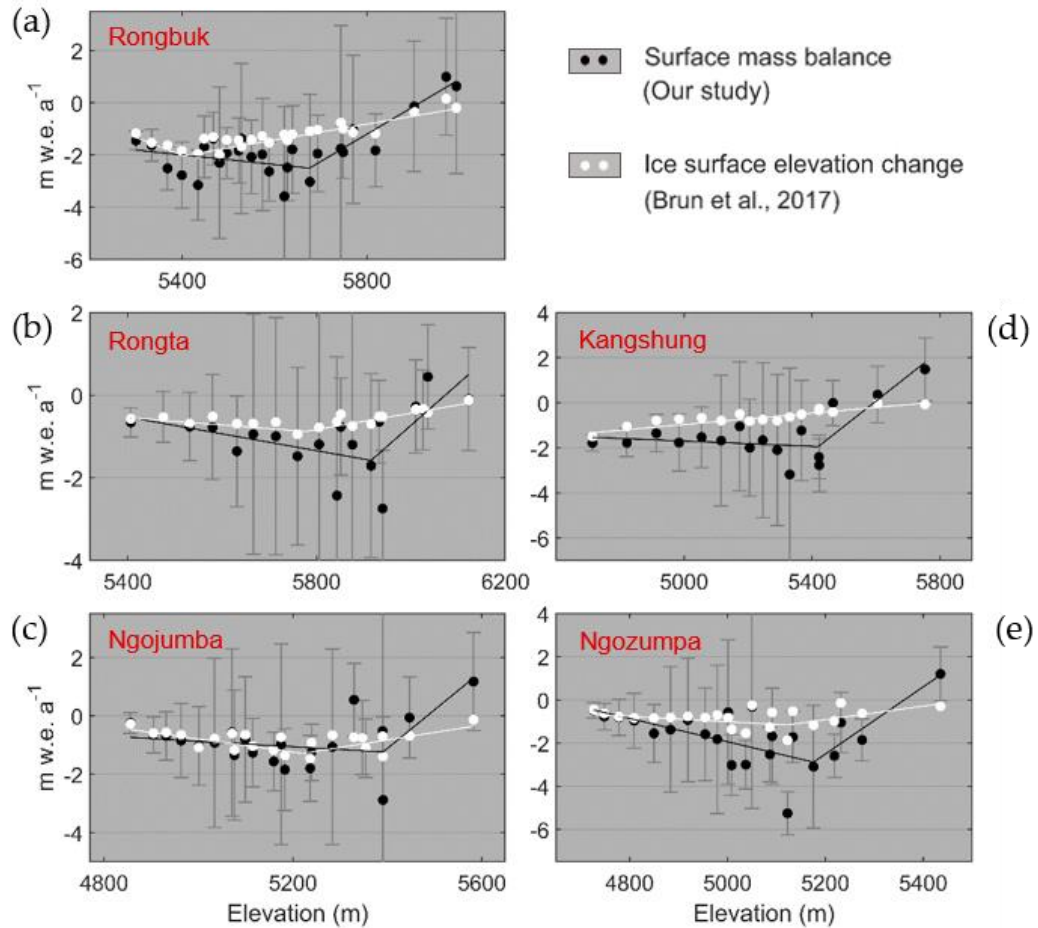 (a)
Rongbuk
m w.e. a⁻¹
2
0
-2
-4
-6
5400
5800
Surface mass balance
(Our study)
Ice surface elevation change
(Brun et al., 2017)
(b)
Rongta
m w.e. a⁻¹
2
0
-2
-4
5400
5800
6200
(d)
Kangshung
4
2
0
-2
-4
-6
5000
5400
5800
(c)
Ngojumba
m w.e. a⁻¹
2
0
-2
-4
4800
5200
5600
Elevation (m)
(e)
Ngozumpa
4
2
0
-2
-4
-6
4800
5000
5200
5400
Elevation (m)